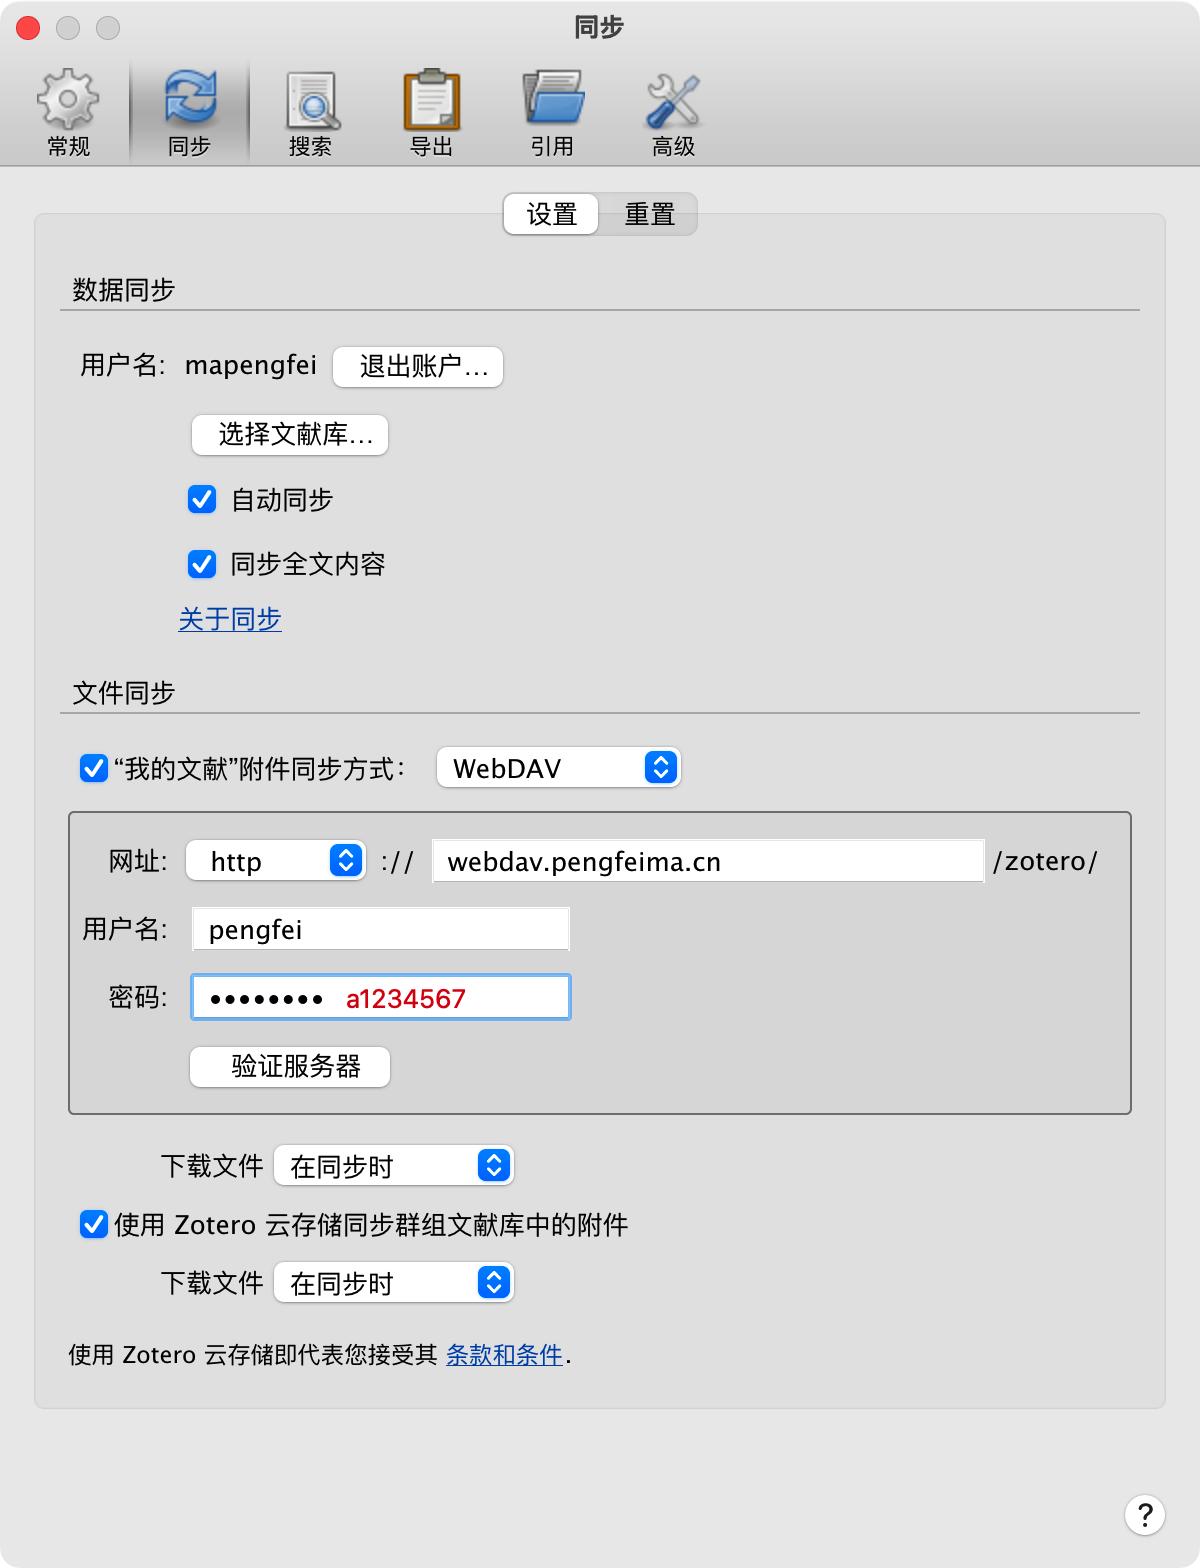 同步
常规 同步 搜索 导出 引用 高级
设置 重置
数据同步
用户名: mapengfei 退出账户...
选择文献库...
自动同步
同步全文内容
关于同步
文件同步
“我的文献”附件同步方式: WebDAV
网址: http :// webdav.pengfeima.cn /zotero/
用户名: pengfei
密码: •••••••• a1234567
验证服务器
下载文件 在同步时
使用 Zotero 云存储同步群组文献库中的附件
下载文件 在同步时
使用 Zotero 云存储即代表您接受其 条款和条件.
?